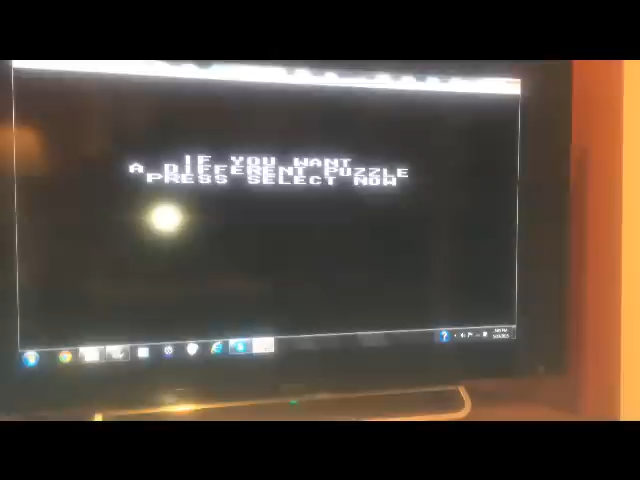 IF YOU WANT
A DIFFERENT PUZZLE
PRESS SELECT NOW